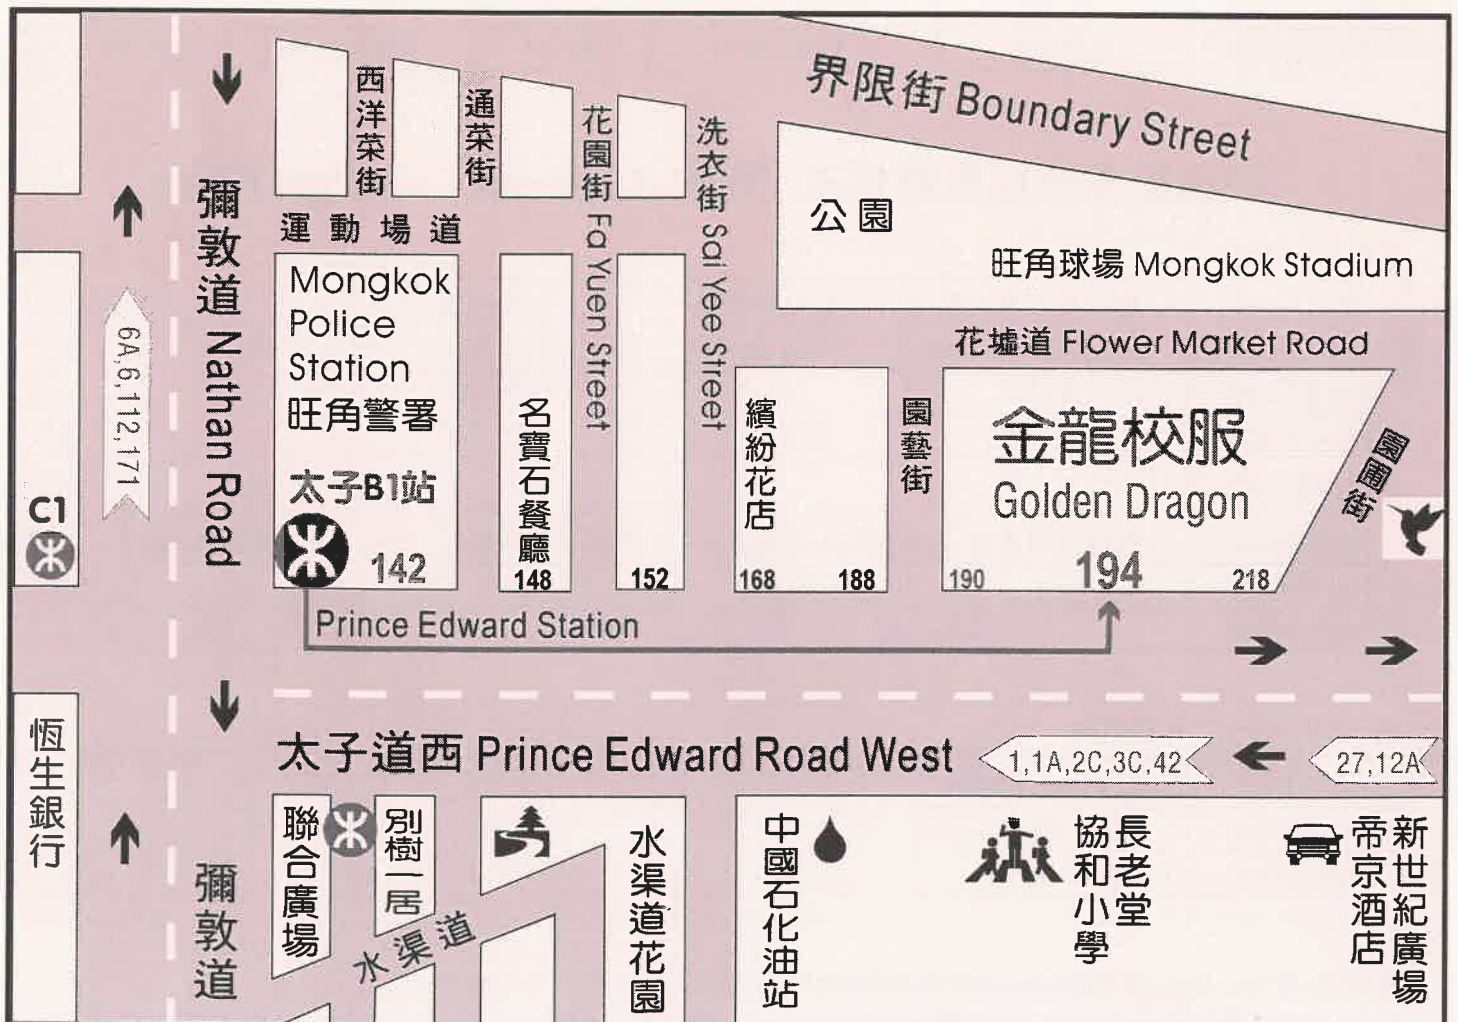 界限街 Boundary Street
西洋菜街
通菜街
花園街 Fa Yuen Street
洗衣街 Sai Yee Street
彌敦道 Nathan Road
運動場道
公園
旺角球場 Mongkok Stadium
花墟道 Flower Market Road
6A,6,112,171
Mongkok
Police
Station
旺角警署
太子B1站
142
名寶石餐廳
148
152
繽紛花店
168
188
園藝街
金龍校服
Golden Dragon
190
194
218
園圃街
C1
Prince Edward Station
太子道西 Prince Edward Road West
1,1A,2C,3C,42
27,12A
恆生銀行
彌敦道
聯合廣場
別樹一居
水渠道
水渠道花園
中國石化油站
長老堂
協和小學
新世紀廣場
帝京酒店